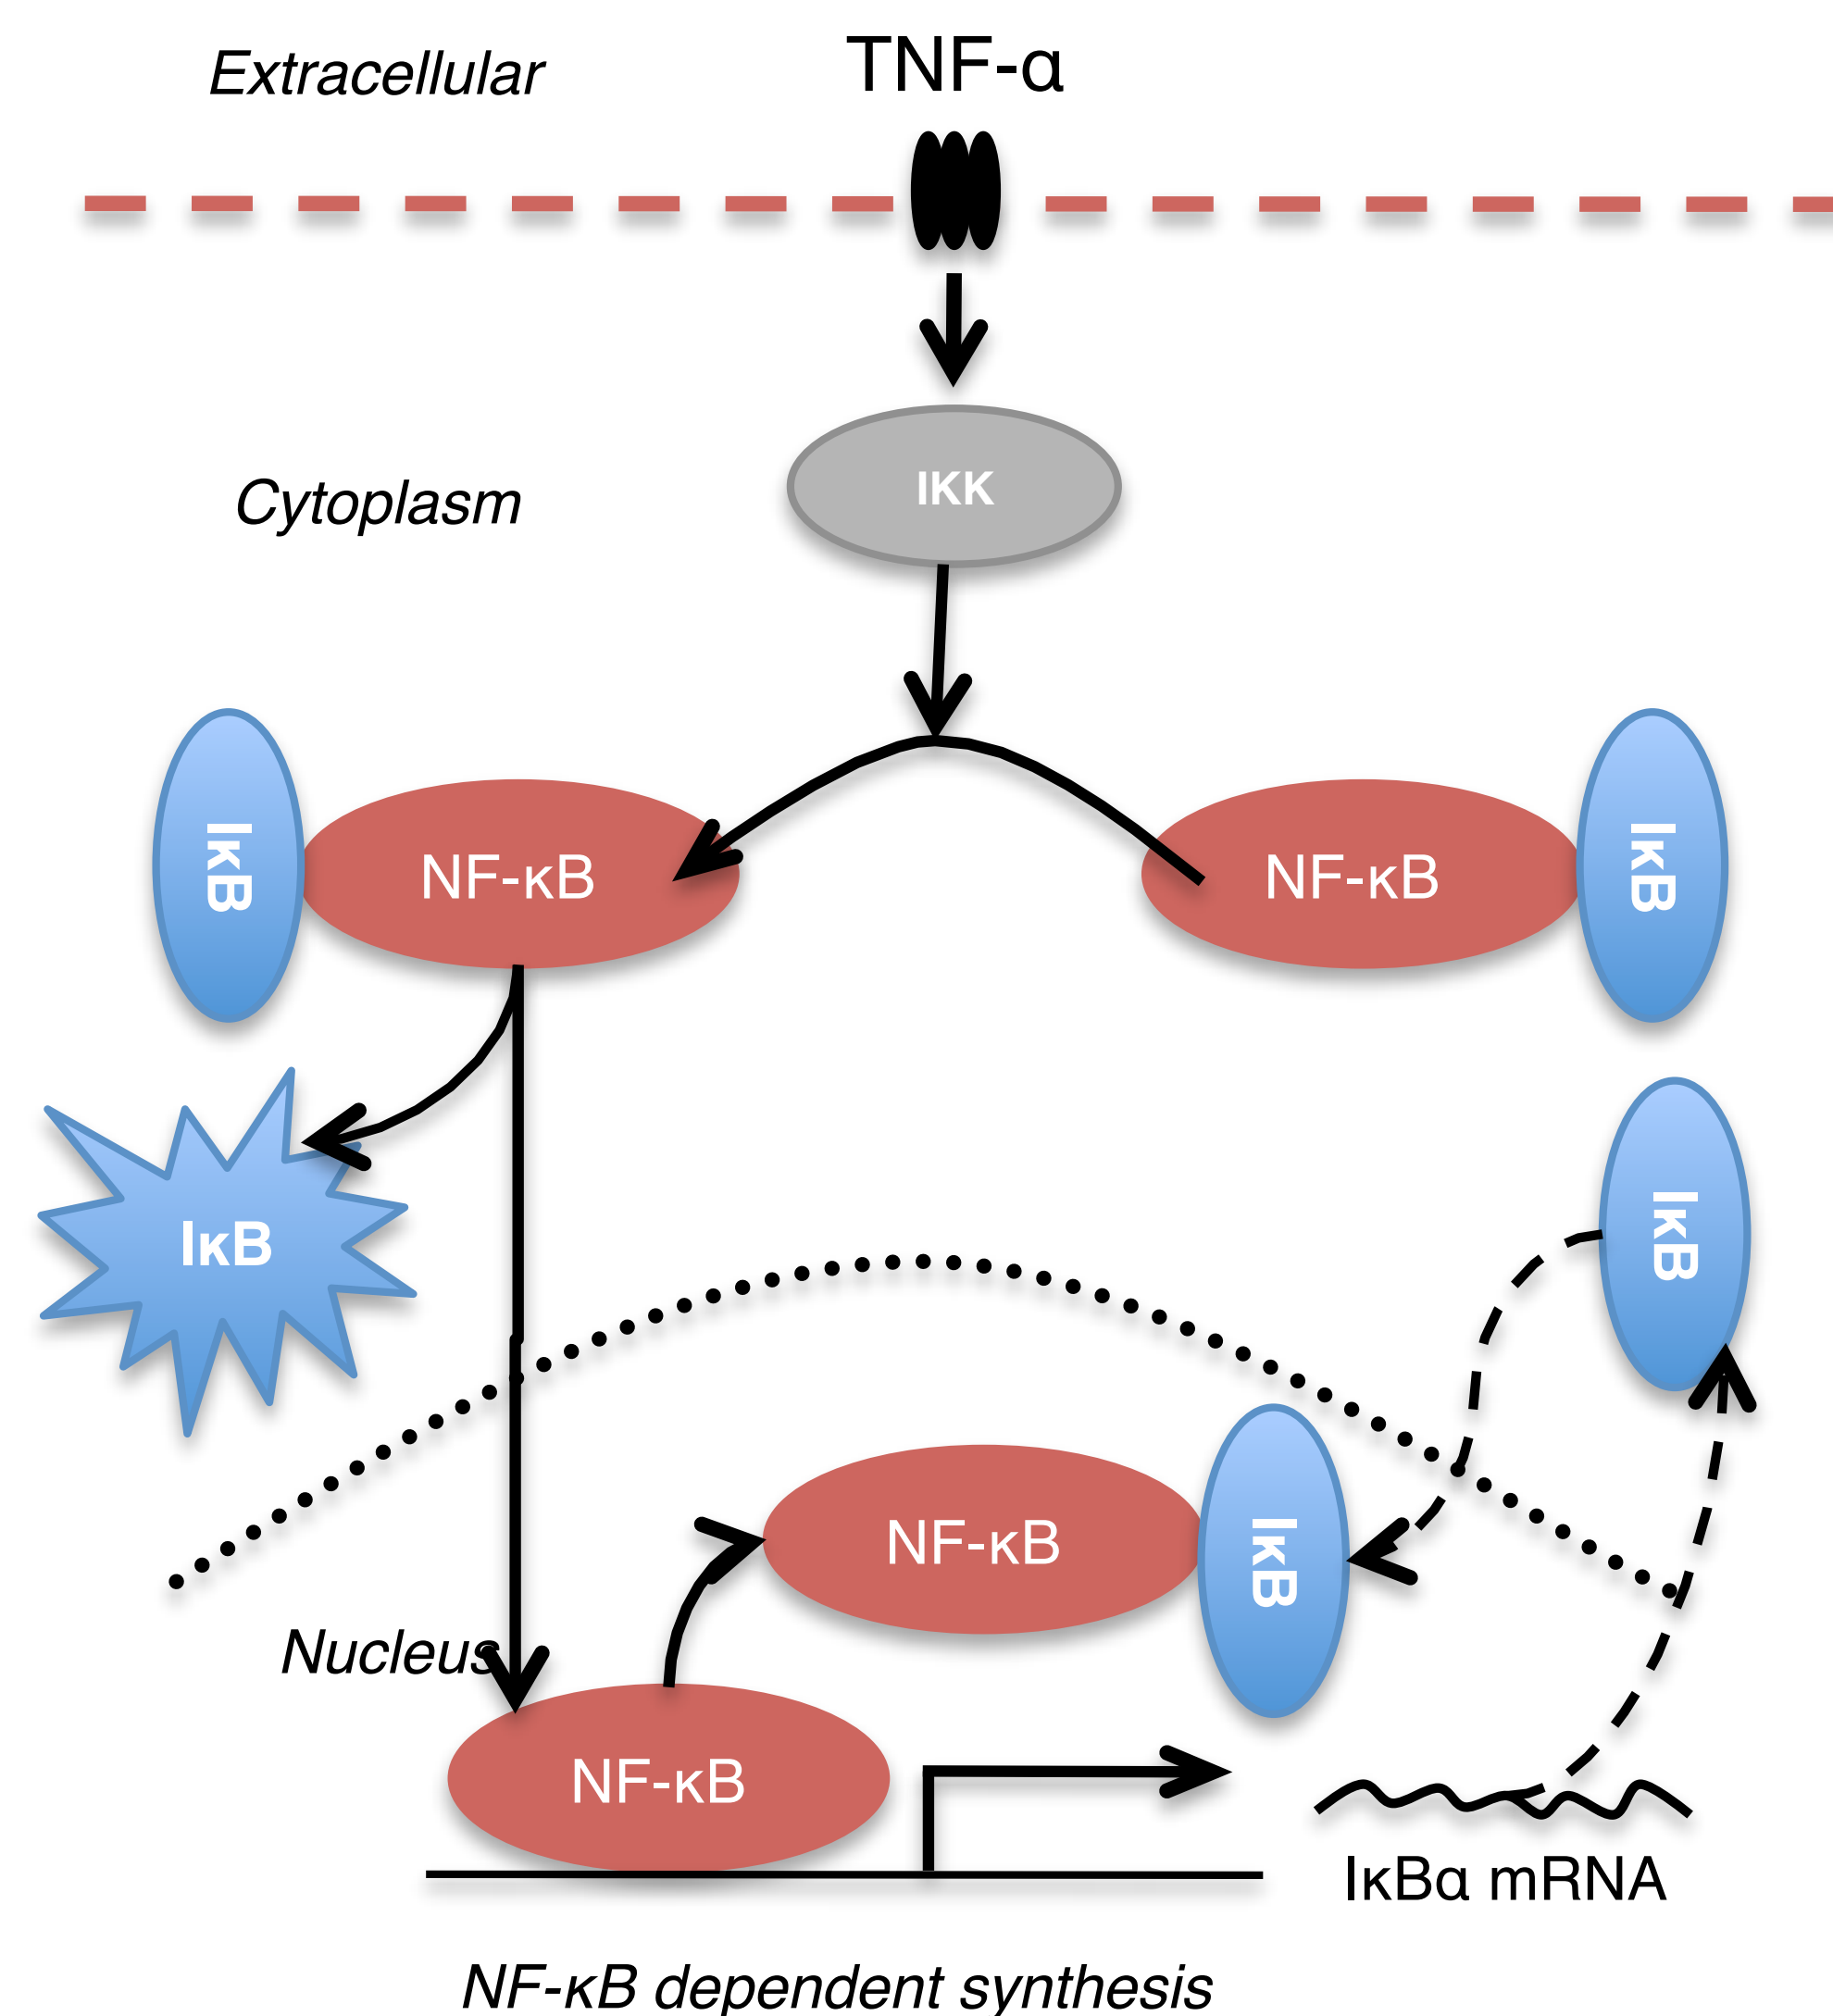 Extracellular
TNF-α
Cytoplasm
IKK
IκB
NF-κB
NF-κB
IκB
IκB
IκB
NF-κB
IκB
Nucleus
NF-κB
IκBα mRNA
NF-κB dependent synthesis